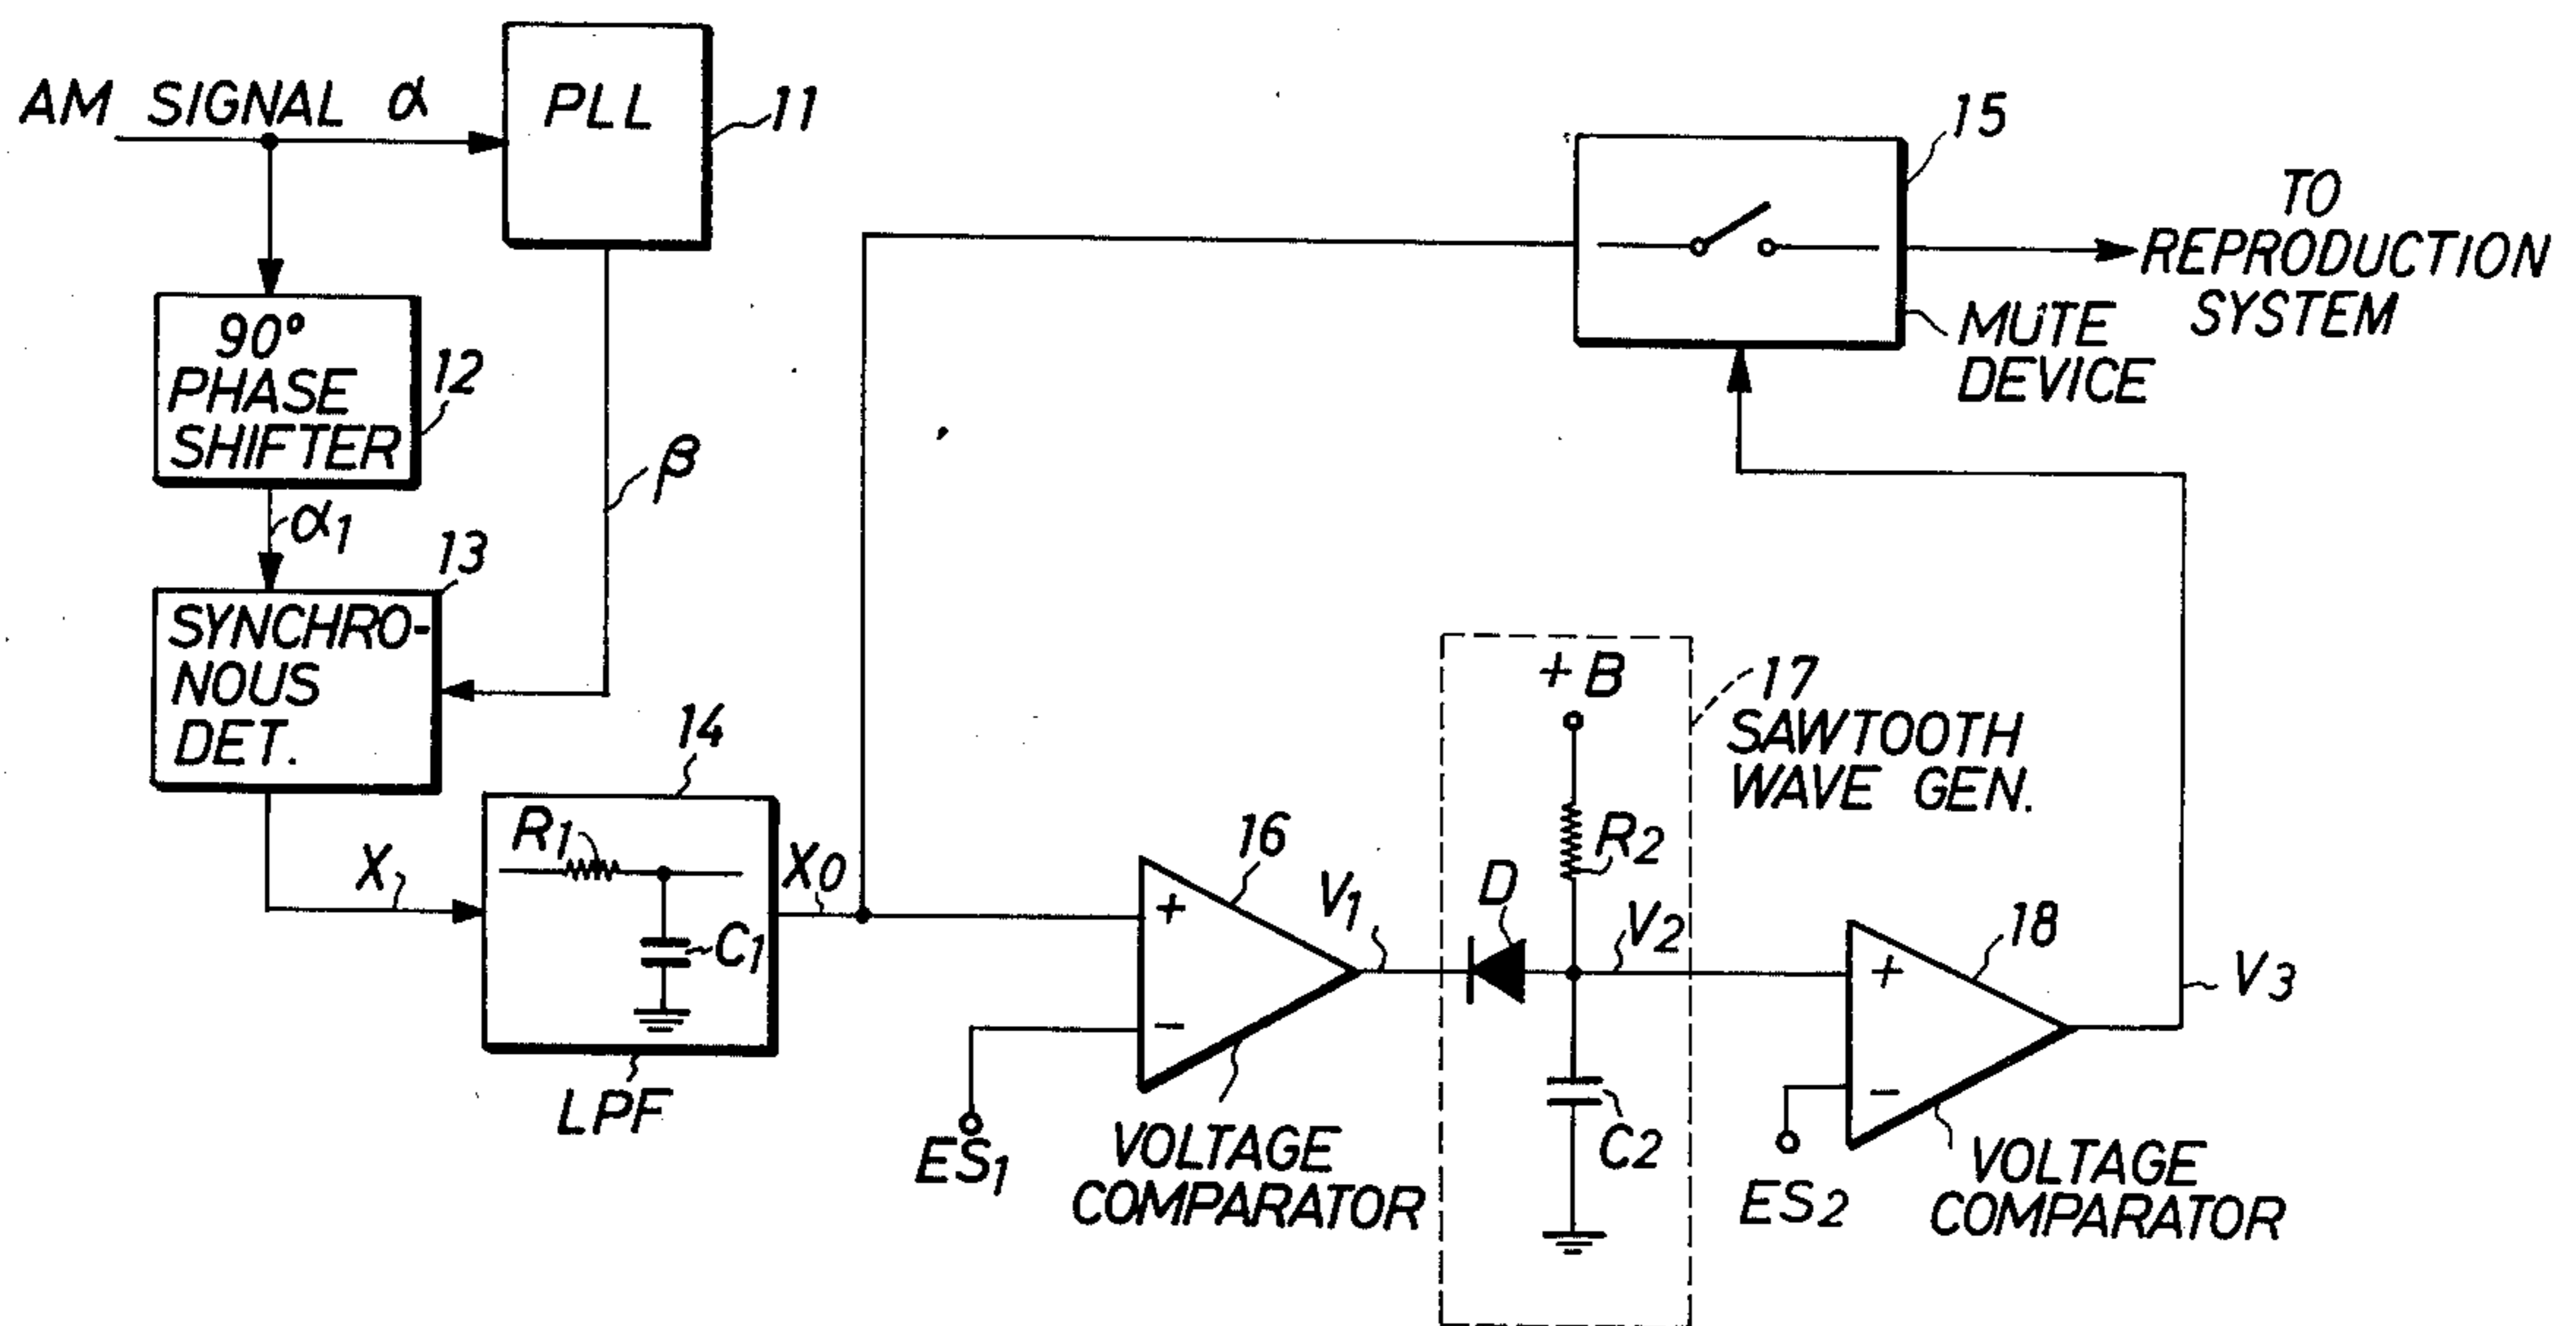 AM SIGNAL α
PLL
11
90°
PHASE
SHIFTER
12
α1
β
SYNCHRO-
NOUS
DET.
13
X
14
R1
C1
LPF
X0
15
MUTE
DEVICE
TO
REPRODUCTION
SYSTEM
16
+
−
ES1
VOLTAGE
COMPARATOR
V1
+B
17
SAWTOOTH
WAVE GEN.
R2
D
V2
C2
18
+
−
ES2
VOLTAGE
COMPARATOR
V3